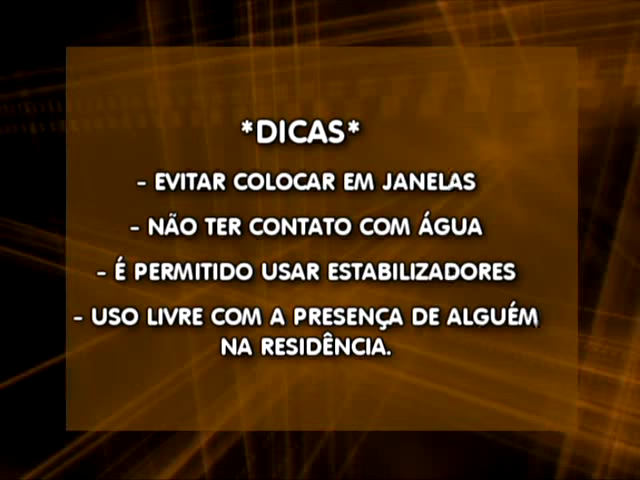 *DICAS*
- EVITAR COLOCAR EM JANELAS
- NÃO TER CONTATO COM ÁGUA
- É PERMITIDO USAR ESTABILIZADORES
- USO LIVRE COM A PRESENÇA DE ALGUÉM
NA RESIDÊNCIA.